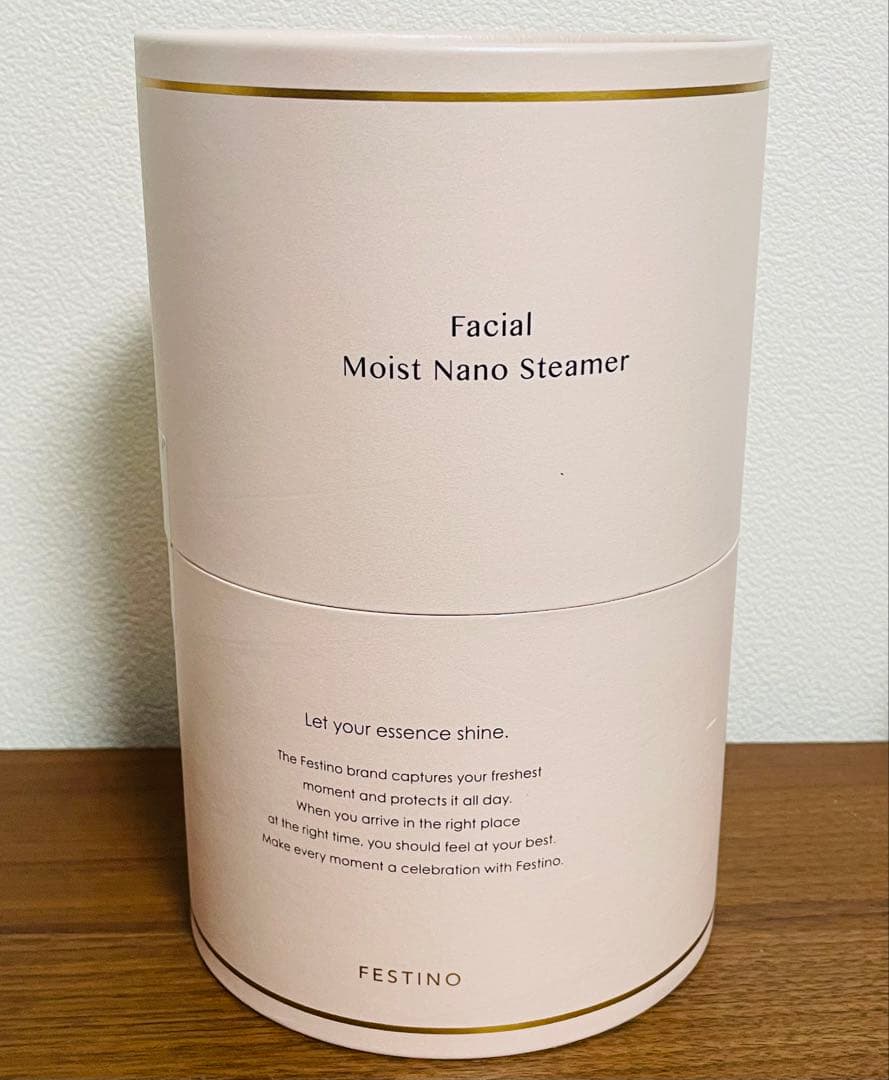 Facial
Moist Nano Steamer
Let your essence shine.
The Festino brand captures your freshest
moment and protects it all day.
When you arrive in the right place
at the right time, you should feel at your best.
Make every moment a celebration with Festino.
FESTINO